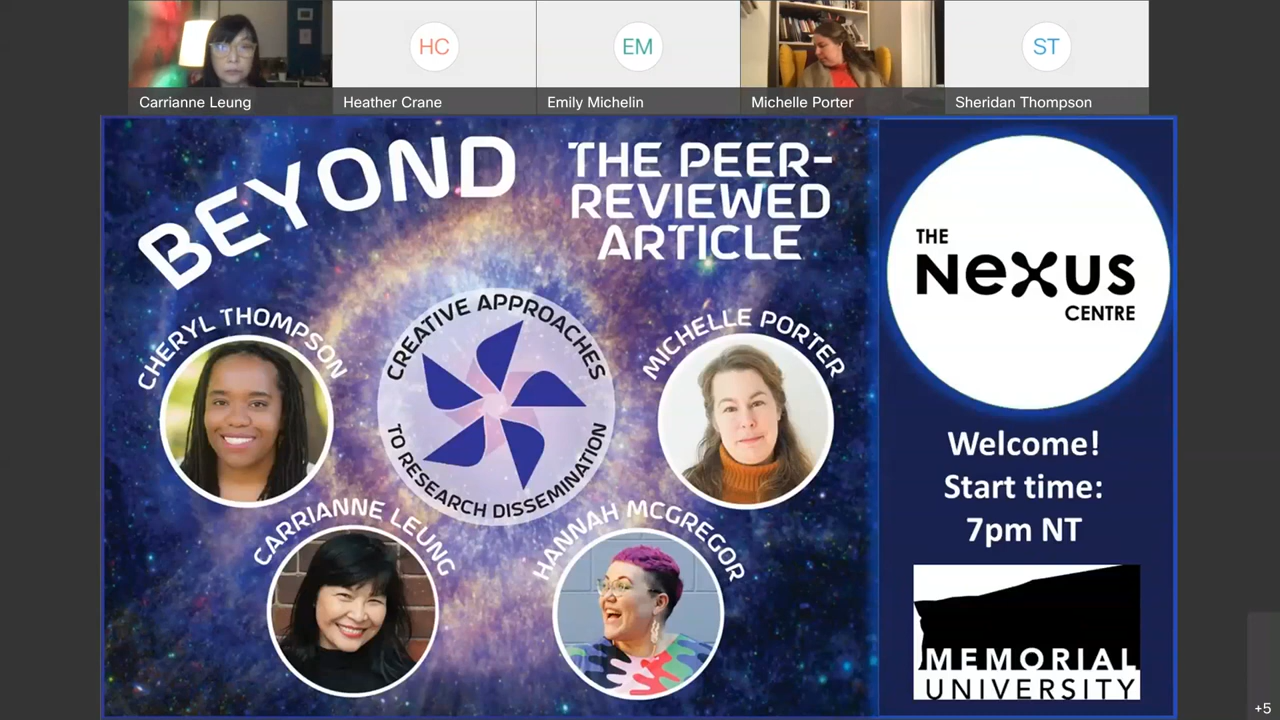 HC
EM
ST
Carrianne Leung
Heather Crane
Emily Michelin
Michelle Porter
Sheridan Thompson
BEYOND
THE PEER-
REVIEWED
ARTICLE
CHERYL THOMPSON
CREATIVE APPROACHES
TO RESEARCH DISSEMINATION
MICHELLE PORTER
CARRIANNE LEUNG
HANNAH MCGREGOR
THE
NeXus
CENTRE
Welcome!
Start time:
7pm NT
MEMORIAL
UNIVERSITY
+5